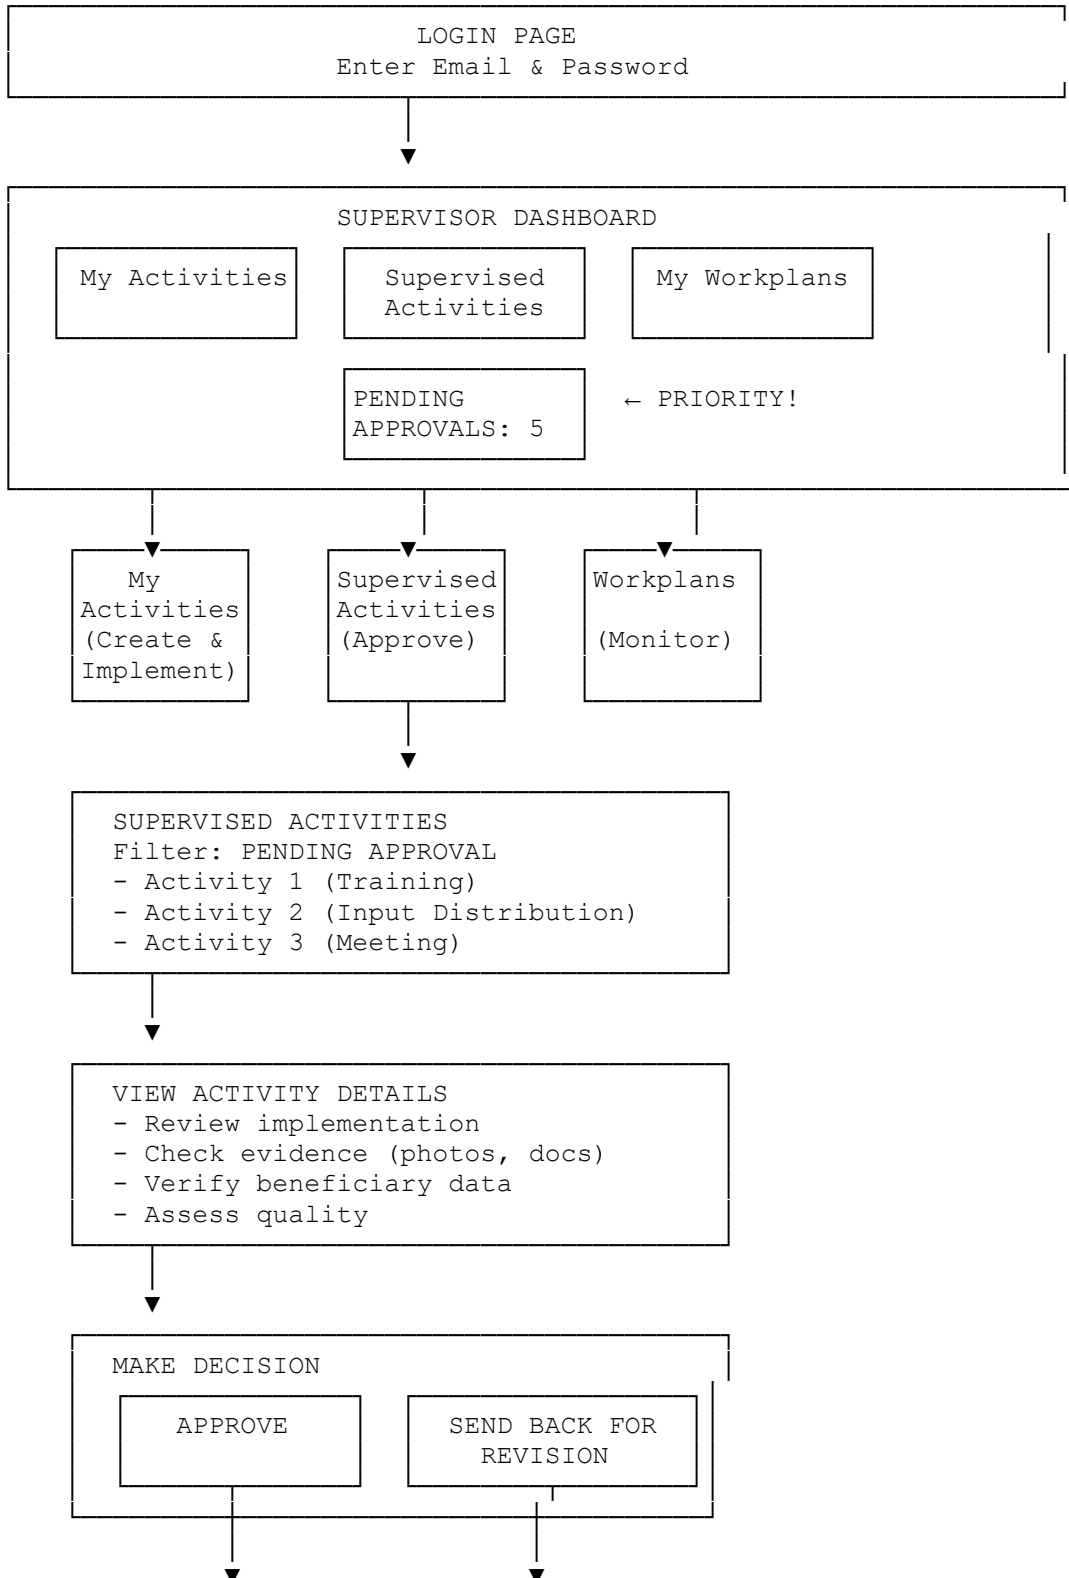 LOGIN PAGE
Enter Email & Password
SUPERVISOR DASHBOARD
My Activities
Supervised
Activities
My Workplans
PENDING
APPROVALS: 5
← PRIORITY!
My
Activities
(Create &
Implement)
Supervised
Activities
(Approve)
Workplans
(Monitor)
SUPERVISED ACTIVITIES
Filter: PENDING APPROVAL
- Activity 1 (Training)
- Activity 2 (Input Distribution)
- Activity 3 (Meeting)
VIEW ACTIVITY DETAILS
- Review implementation
- Check evidence (photos, docs)
- Verify beneficiary data
- Assess quality
MAKE DECISION
APPROVE
SEND BACK FOR
REVISION